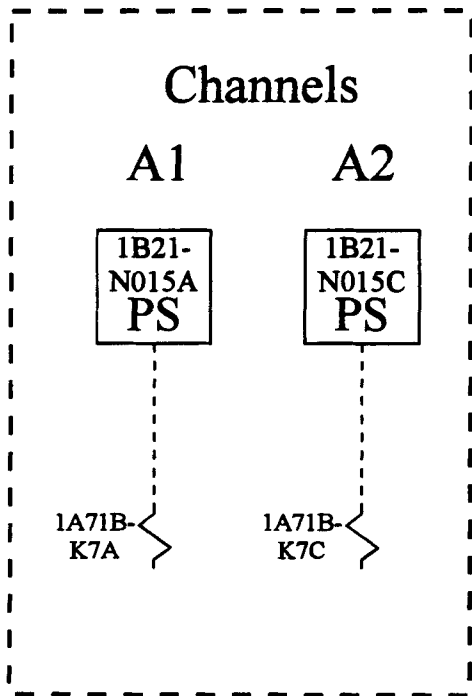 Channels
A1
A2
1B21-
N015A
PS
1B21-
N015C
PS
1A71B-
K7A
1A71B-
K7C